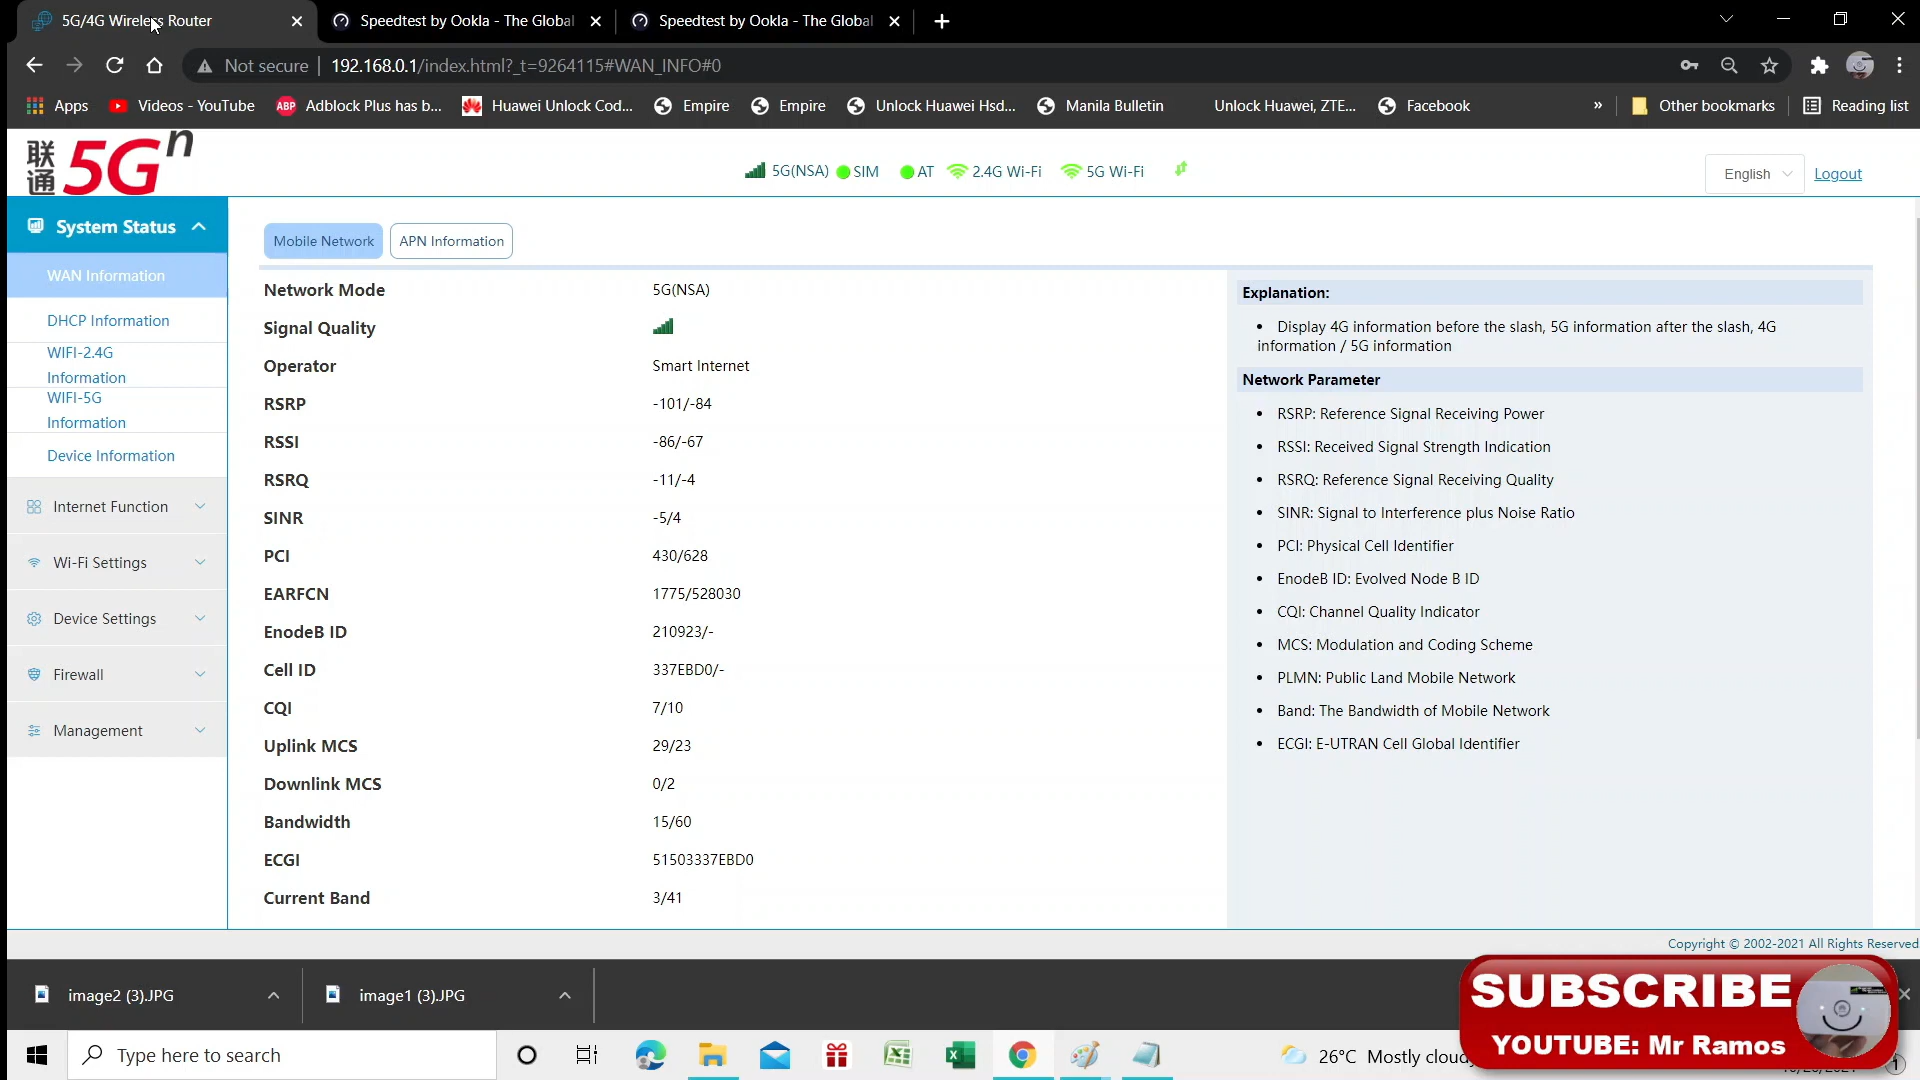 5G/4G Wireless Router
Speedtest by Ookla - The Global
Speedtest by Ookla - The Global
Not secure
192.168.0.1/index.html?_t=9264115#WAN_INFO#0
Apps
Videos - YouTube
ABP
Adblock Plus has b...
Huawei Unlock Cod...
Empire
Empire
Unlock Huawei Hsd...
Manila Bulletin
Unlock Huawei, ZTE...
Facebook
»
Other bookmarks
Reading list
联通 5Gⁿ
5G(NSA)
SIM
AT
2.4G Wi-Fi
5G Wi-Fi
English
Logout
System Status
WAN Information
DHCP Information
WIFI-2.4G
Information
WIFI-5G
Information
Device Information
Internet Function
Wi-Fi Settings
Device Settings
Firewall
Management
Mobile Network
APN Information
Network Mode 5G(NSA)
Signal Quality
Operator Smart Internet
RSRP -101/-84
RSSI -86/-67
RSRQ -11/-4
SINR -5/4
PCI 430/628
EARFCN 1775/528030
EnodeB ID 210923/-
Cell ID 337EBD0/-
CQI 7/10
Uplink MCS 29/23
Downlink MCS 0/2
Bandwidth 15/60
ECGI 51503337EBD0
Current Band 3/41
Explanation:
• Display 4G information before the slash, 5G information after the slash, 4G
information / 5G information
Network Parameter
• RSRP: Reference Signal Receiving Power
• RSSI: Received Signal Strength Indication
• RSRQ: Reference Signal Receiving Quality
• SINR: Signal to Interference plus Noise Ratio
• PCI: Physical Cell Identifier
• EnodeB ID: Evolved Node B ID
• CQI: Channel Quality Indicator
• MCS: Modulation and Coding Scheme
• PLMN: Public Land Mobile Network
• Band: The Bandwidth of Mobile Network
• ECGI: E-UTRAN Cell Global Identifier
Copyright © 2002-2021 All Rights Reserved
image2 (3).JPG
image1 (3).JPG
SUBSCRIBE
YOUTUBE: Mr Ramos
Type here to search
26°C Mostly cloudy
1